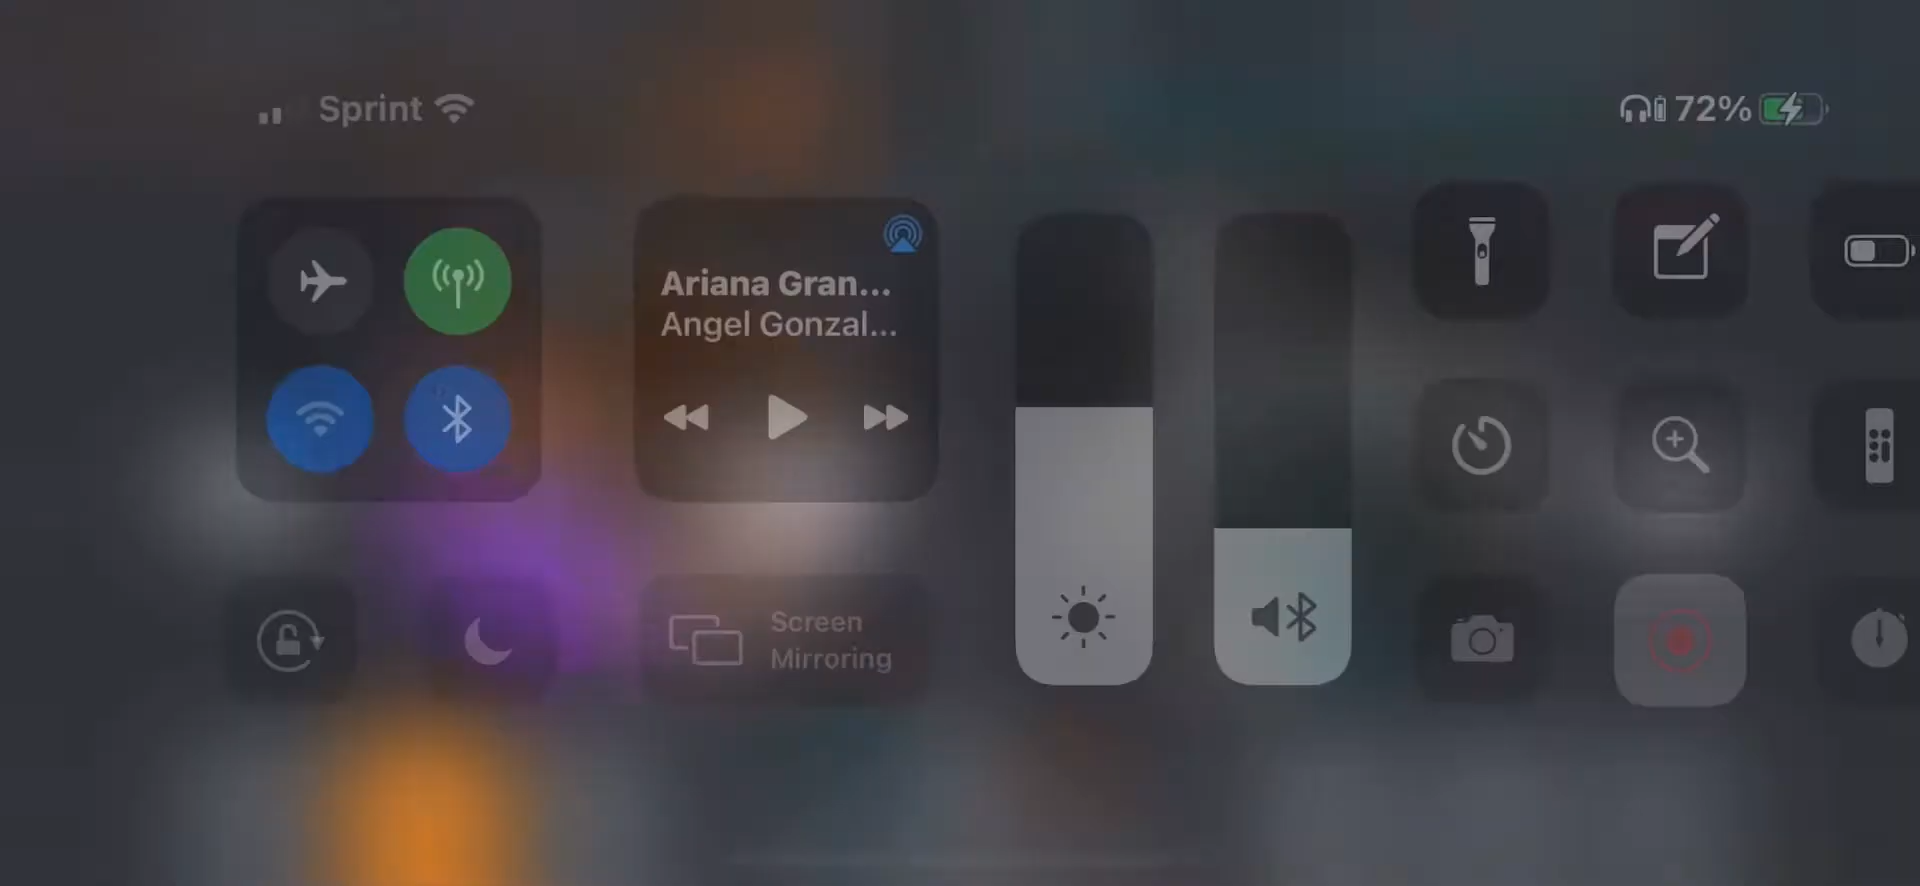 Sprint
72%
Ariana Gran...
Angel Gonzal...
Screen
Mirroring